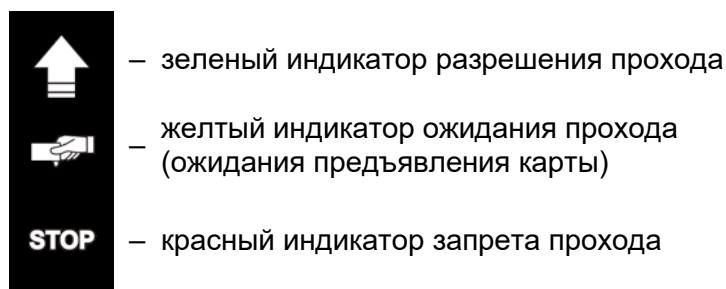 – зеленый индикатор разрешения прохода
– желтый индикатор ожидания прохода
(ожидания предъявления карты)
STOP – красный индикатор запрета прохода